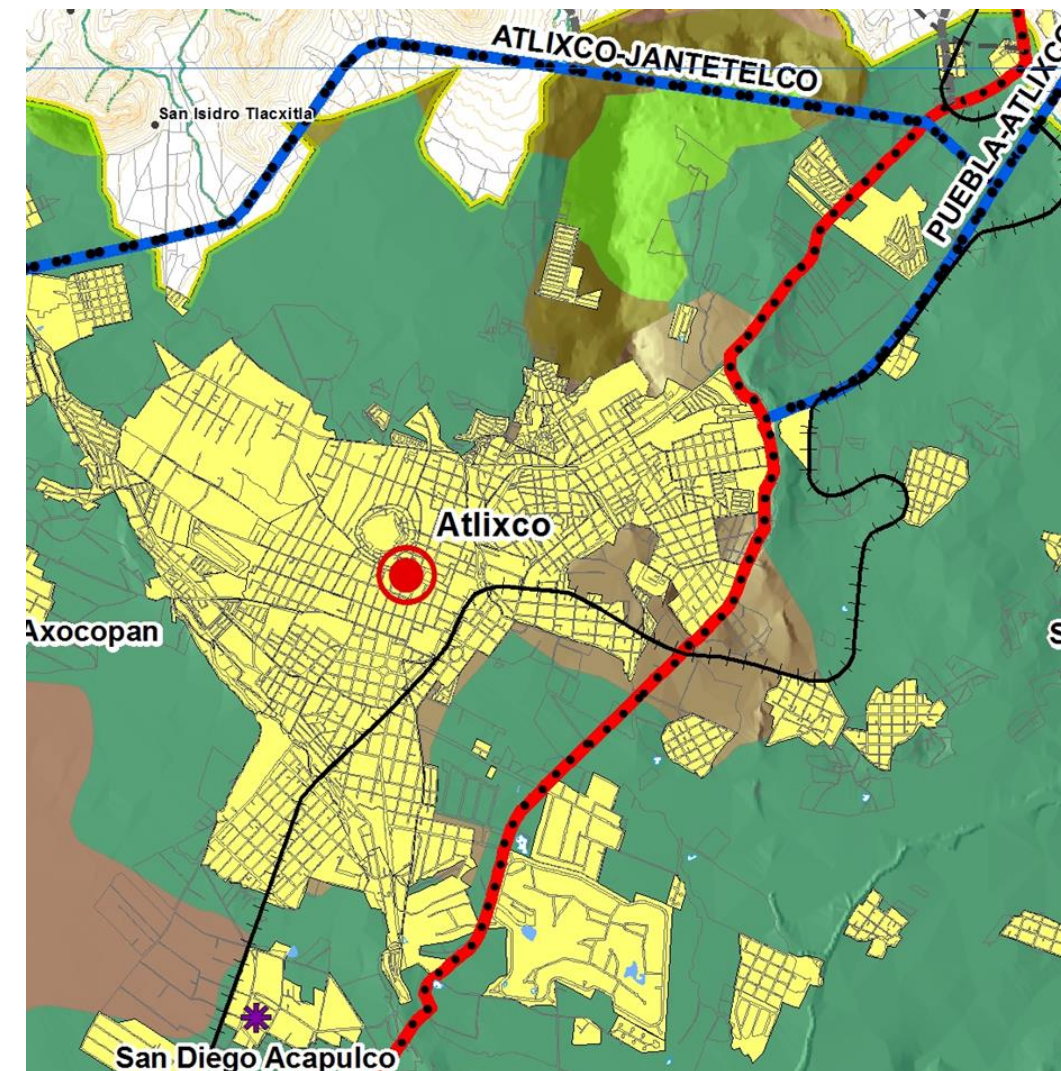 ATLIXCO-JANTETELCO
San Isidro Tlacxitla
PUEBLA-ATLIXCO
Atlixco
Axocopan
S
San Diego Acapulco